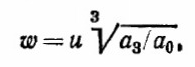 w = u ∛(a₃/a₀),